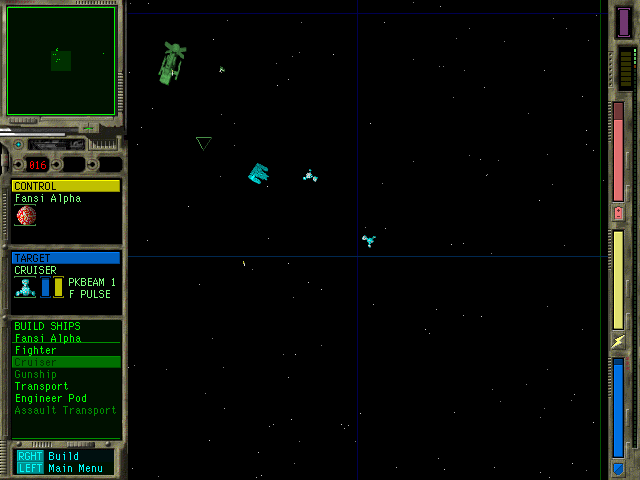 016
CONTROL
Fansi Alpha
TARGET
CRUISER
PKBEAM 1
F PULSE
BUILD SHIPS
Fansi Alpha
Fighter
Cruiser
Gunship
Transport
Engineer Pod
Assault Transport
RGHT Build
LEFT Main Menu